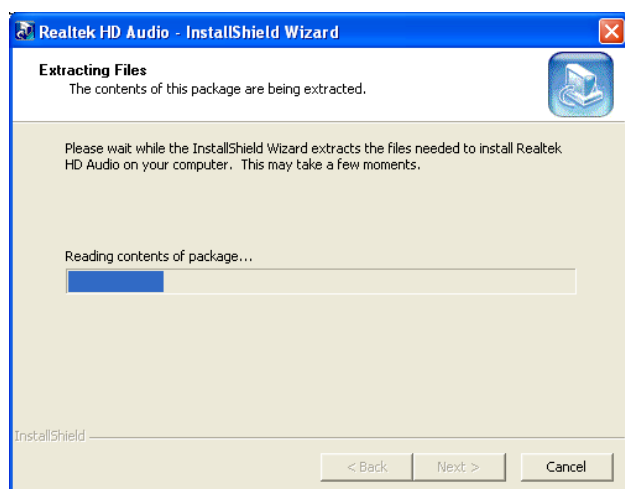 Realtek HD Audio - InstallShield Wizard
Extracting Files
The contents of this package are being extracted.
Please wait while the InstallShield Wizard extracts the files needed to install Realtek
HD Audio on your computer.  This may take a few moments.
Reading contents of package...
InstallShield
< Back
Next >
Cancel